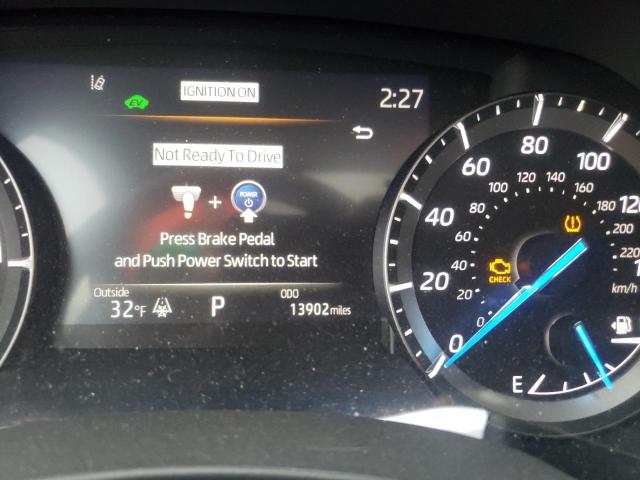 EV
IGNITION ON
2:27
Not Ready To Drive
POWER
+
Press Brake Pedal
and Push Power Switch to Start
Outside
32°F
P
ODO
13902 miles
0
20
40
60
80
100
120
0
20
40
60
80
100
120
140
160
180
200
220
km/h
CHECK
E